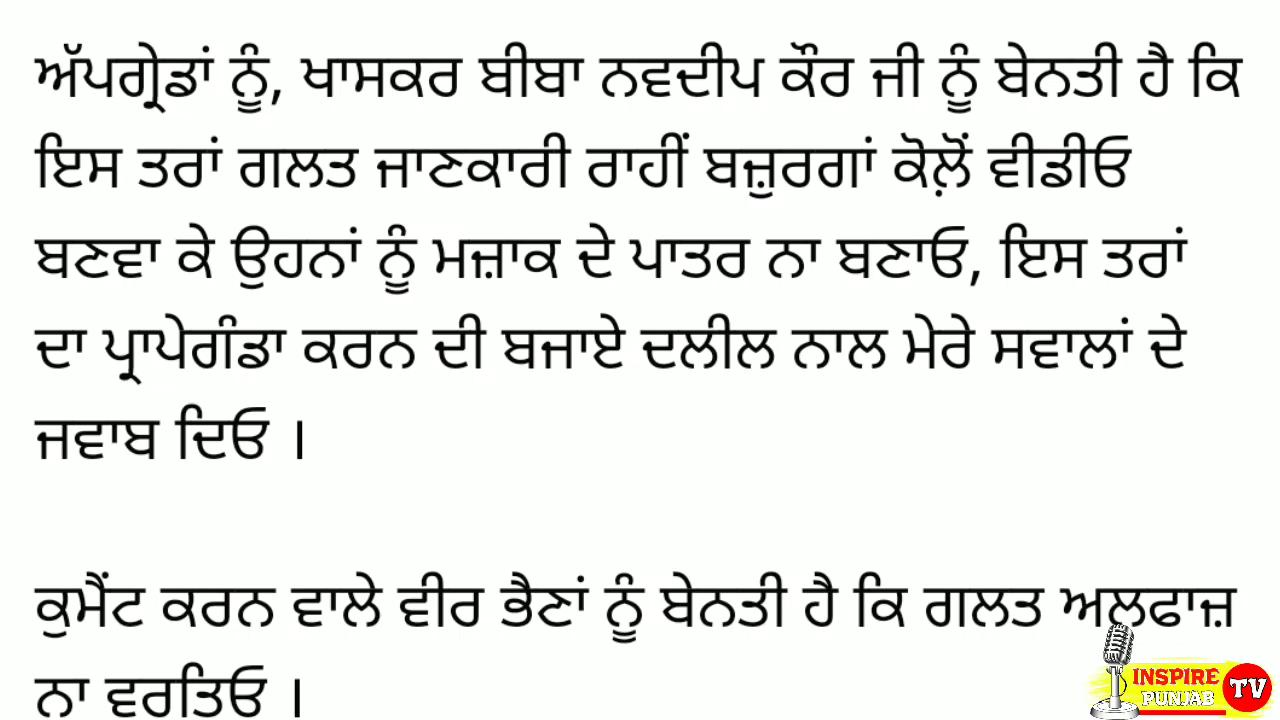 ਅੱਪਗ੍ਰੇਡਾਂ ਨੂੰ, ਖਾਸਕਰ ਬੀਬਾ ਨਵਦੀਪ ਕੌਰ ਜੀ ਨੂੰ ਬੇਨਤੀ ਹੈ ਕਿ
ਇਸ ਤਰਾਂ ਗਲਤ ਜਾਣਕਾਰੀ ਰਾਹੀਂ ਬਜ਼ੁਰਗਾਂ ਕੋਲ਼ੋਂ ਵੀਡੀਓ
ਬਣਵਾ ਕੇ ਉਹਨਾਂ ਨੂੰ ਮਜ਼ਾਕ ਦੇ ਪਾਤਰ ਨਾ ਬਣਾਓ, ਇਸ ਤਰਾਂ
ਦਾ ਪ੍ਰਾਪੇਗੰਡਾ ਕਰਨ ਦੀ ਬਜਾਏ ਦਲੀਲ ਨਾਲ ਮੇਰੇ ਸਵਾਲਾਂ ਦੇ
ਜਵਾਬ ਦਿਓ ।
ਕੁਮੈਂਟ ਕਰਨ ਵਾਲੇ ਵੀਰ ਭੈਣਾਂ ਨੂੰ ਬੇਨਤੀ ਹੈ ਕਿ ਗਲਤ ਅਲਫਾਜ਼
ਨਾ ਵਰਤਿਓ ।
INSPIRE
PUNJAB TV